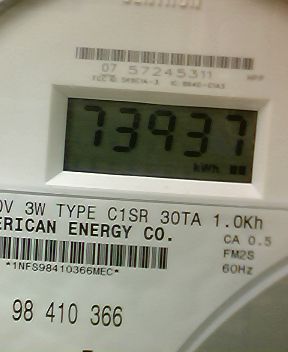 07 57245311
73937
kWh
0V 3W TYPE C1SR 30TA 1.0Kh
ERICAN ENERGY CO.
CA 0.5
FM2S
60Hz
*1NFS98410366MEC*
98 410 366